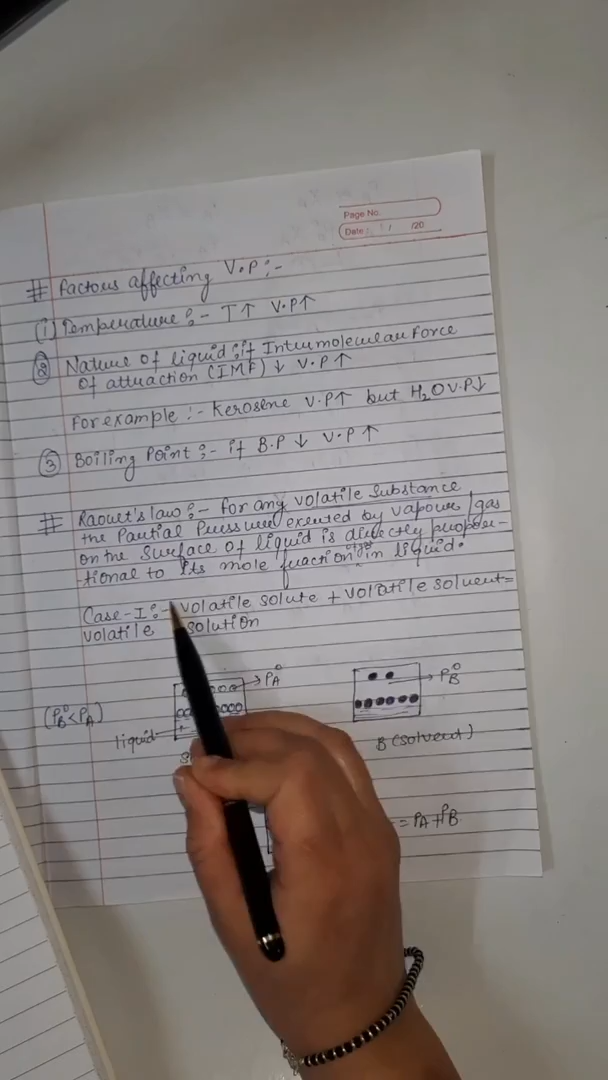 Page No.
Date : / /20
# Factors affecting V.P :-
(1) Temperature :- T↑ V.P↑
(2) Nature of liquid :- if Intermolecular force
of attraction (IMF) ↓ V.P ↑
For example :- Kerosene V.P↑ but H₂O V.P↓
(3) Boiling Point :- if B.P ↓ V.P ↑
# Raoult's law :- for any volatile substance
the Partial Pressure exerted by vapour/gas
on the surface of liquid is directly propor-
-tional to its mole fraction in liquid.
Case-I :- volatile solute + volatile solvent=
volatile solution
(P°B < P°A)
P°A
P°B
liquid
B (solvent)
= PA+PB